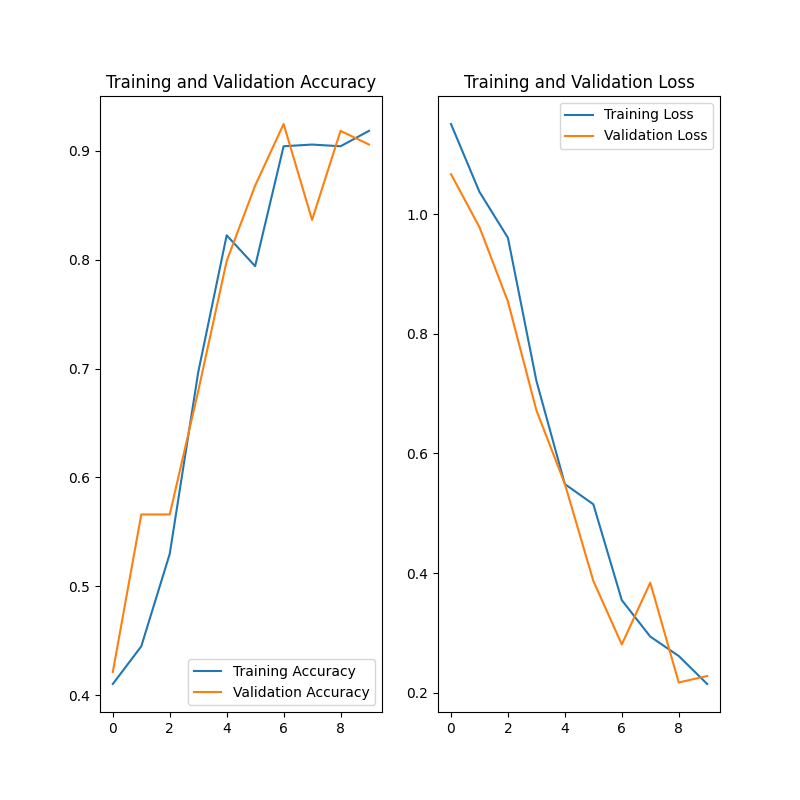 Training and Validation Accuracy
0.9
0.8
0.7
0.6
0.5
0.4
0 2 4 6 8
Training Accuracy
Validation Accuracy
Training and Validation Loss
1.0
0.8
0.6
0.4
0.2
0 2 4 6 8
Training Loss
Validation Loss